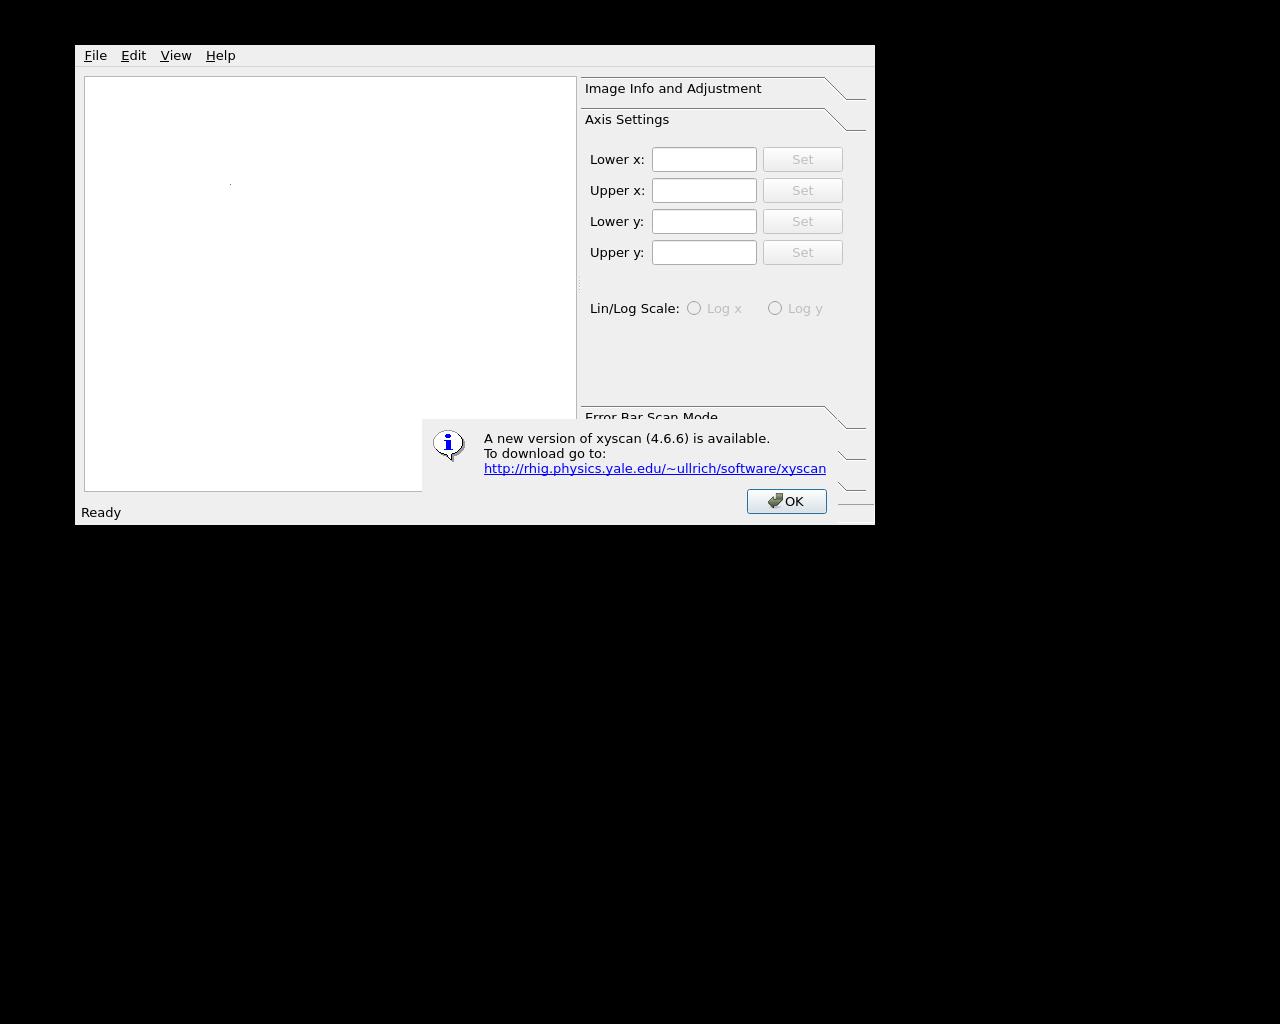 File Edit View Help
Image Info and Adjustment
Axis Settings
Lower x: Set
Upper x: Set
Lower y: Set
Upper y: Set
Lin/Log Scale: Log x Log y
Error Bar Scan Mode
A new version of xyscan (4.6.6) is available.
To download go to:
http://rhig.physics.yale.edu/~ullrich/software/xyscan
OK
Ready